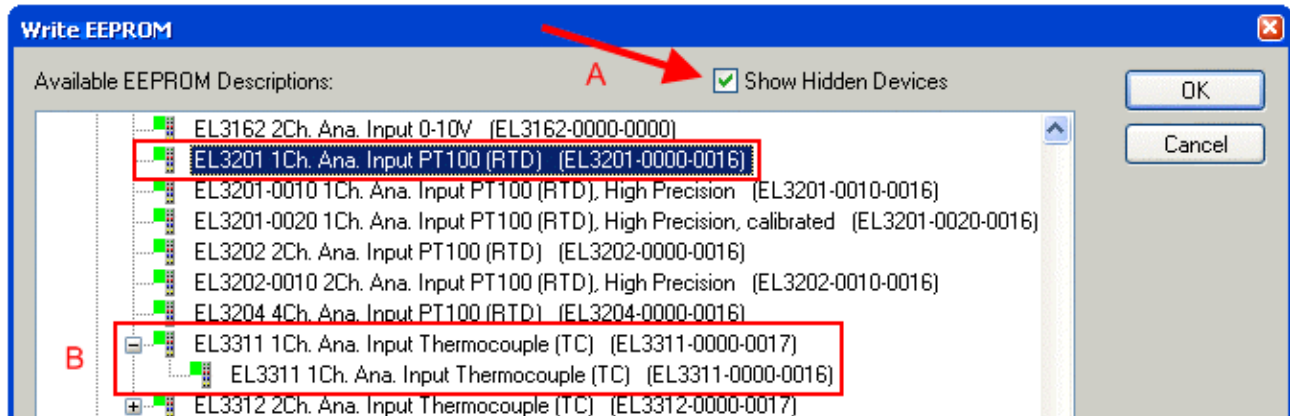 Write EEPROM
Available EEPROM Descriptions: A Show Hidden Devices OK
EL3162 2Ch. Ana. Input 0-10V (EL3162-0000-0000)
Cancel
EL3201 1Ch. Ana. Input PT100 (RTD) (EL3201-0000-0016)
EL3201-0010 1Ch. Ana. Input PT100 (RTD), High Precision (EL3201-0010-0016)
EL3201-0020 1Ch. Ana. Input PT100 (RTD), High Precision, calibrated (EL3201-0020-0016)
EL3202 2Ch. Ana. Input PT100 (RTD) (EL3202-0000-0016)
EL3202-0010 2Ch. Ana. Input PT100 (RTD), High Precision (EL3202-0010-0016)
EL3204 4Ch. Ana. Input PT100 (RTD) (EL3204-0000-0016)
B
EL3311 1Ch. Ana. Input Thermocouple (TC) (EL3311-0000-0017)
EL3311 1Ch. Ana. Input Thermocouple (TC) (EL3311-0000-0016)
EL3312 2Ch. Ana. Input Thermocouple (TC) (EL3312-0000-0017)